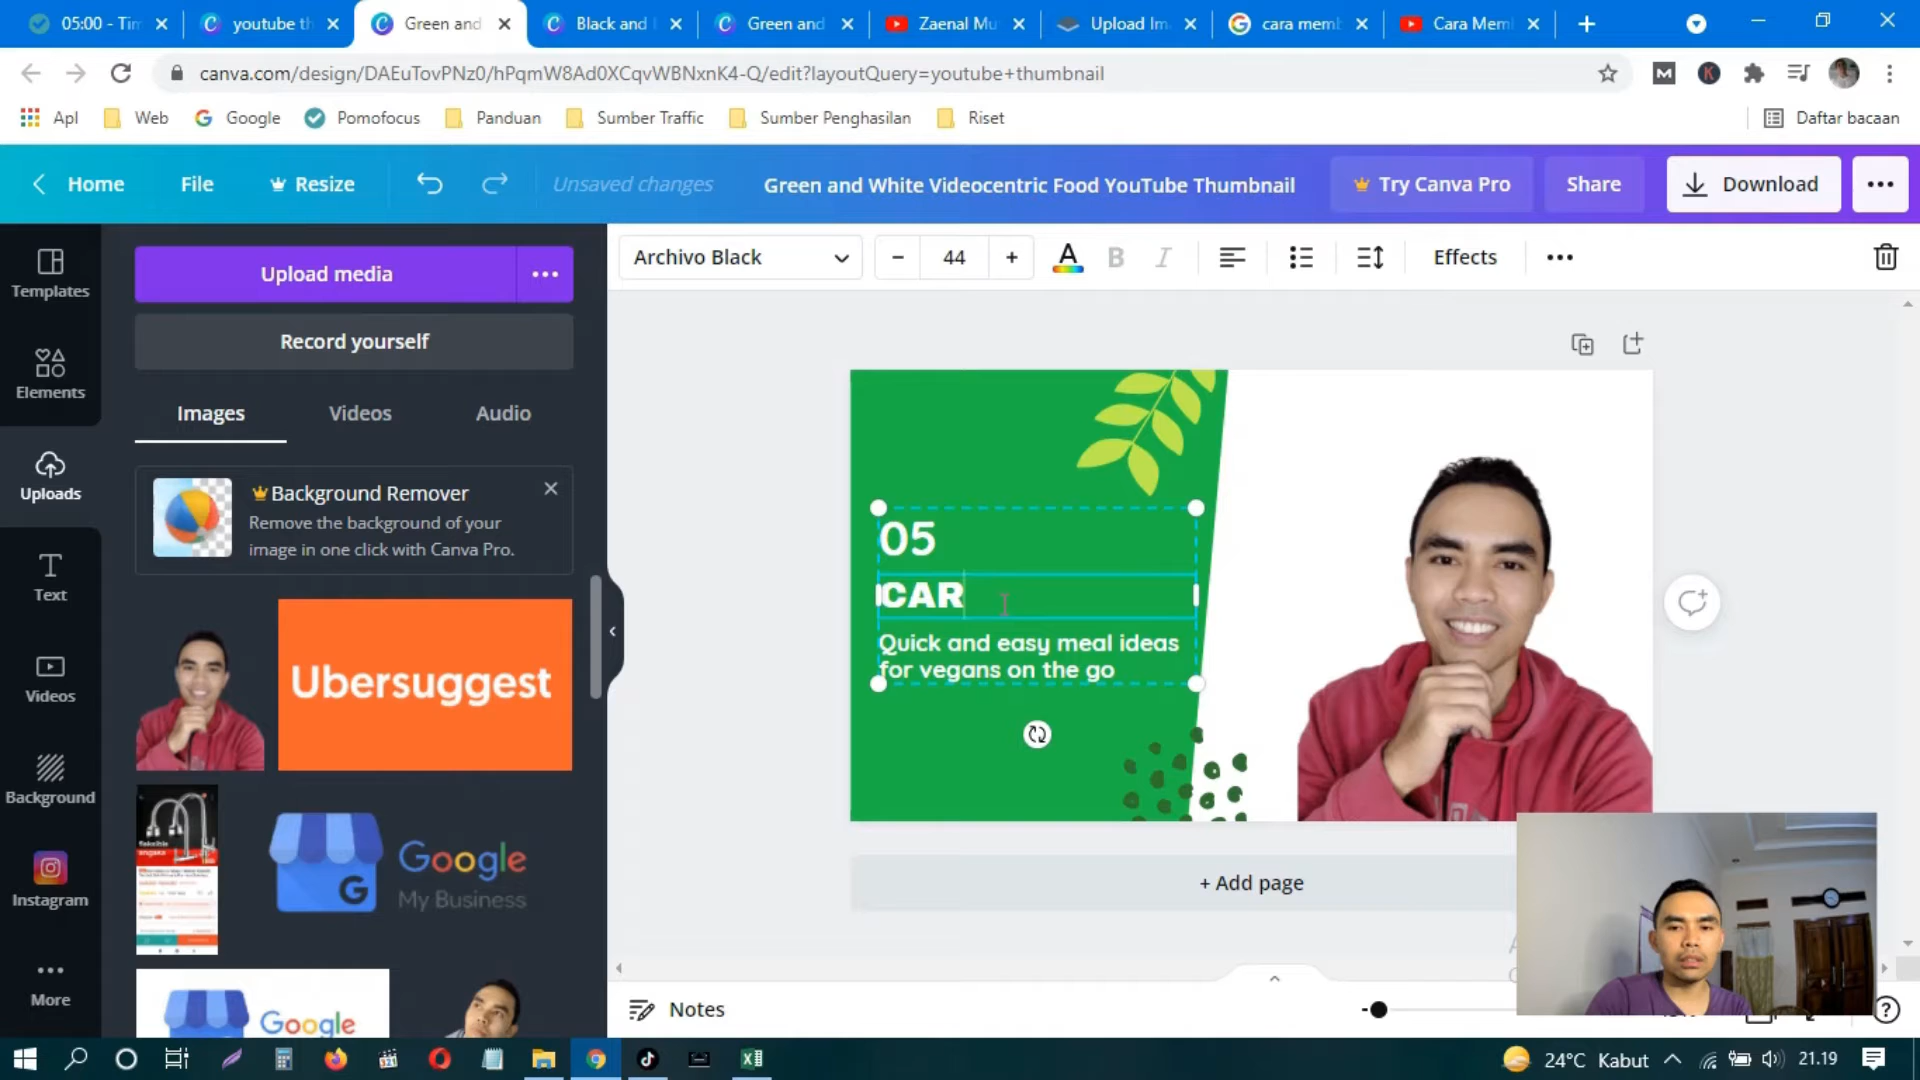 05:00 - Tim
youtube th
Green and
Black and
Green and
Zaenal Mu
Upload Im
cara memb
Cara Mem
canva.com/design/DAEuTovPNz0/hPqmW8Ad0XCqvWBNxnK4-Q/edit?layoutQuery=youtube+thumbnail
Apl
Web
Google
Pomofocus
Panduan
Sumber Traffic
Sumber Penghasilan
Riset
Daftar bacaan
Home
File
Resize
Unsaved changes
Green and White Videocentric Food YouTube Thumbnail
Try Canva Pro
Share
Download
Templates
Elements
Uploads
Text
Videos
Background
Instagram
More
Upload media
Record yourself
Images
Videos
Audio
Background Remover
Remove the background of your
image in one click with Canva Pro.
Ubersuggest
Google
My Business
Google
Archivo Black
44
Effects
05
CAR
Quick and easy meal ideas
for vegans on the go
+ Add page
Notes
24°C Kabut
21.19